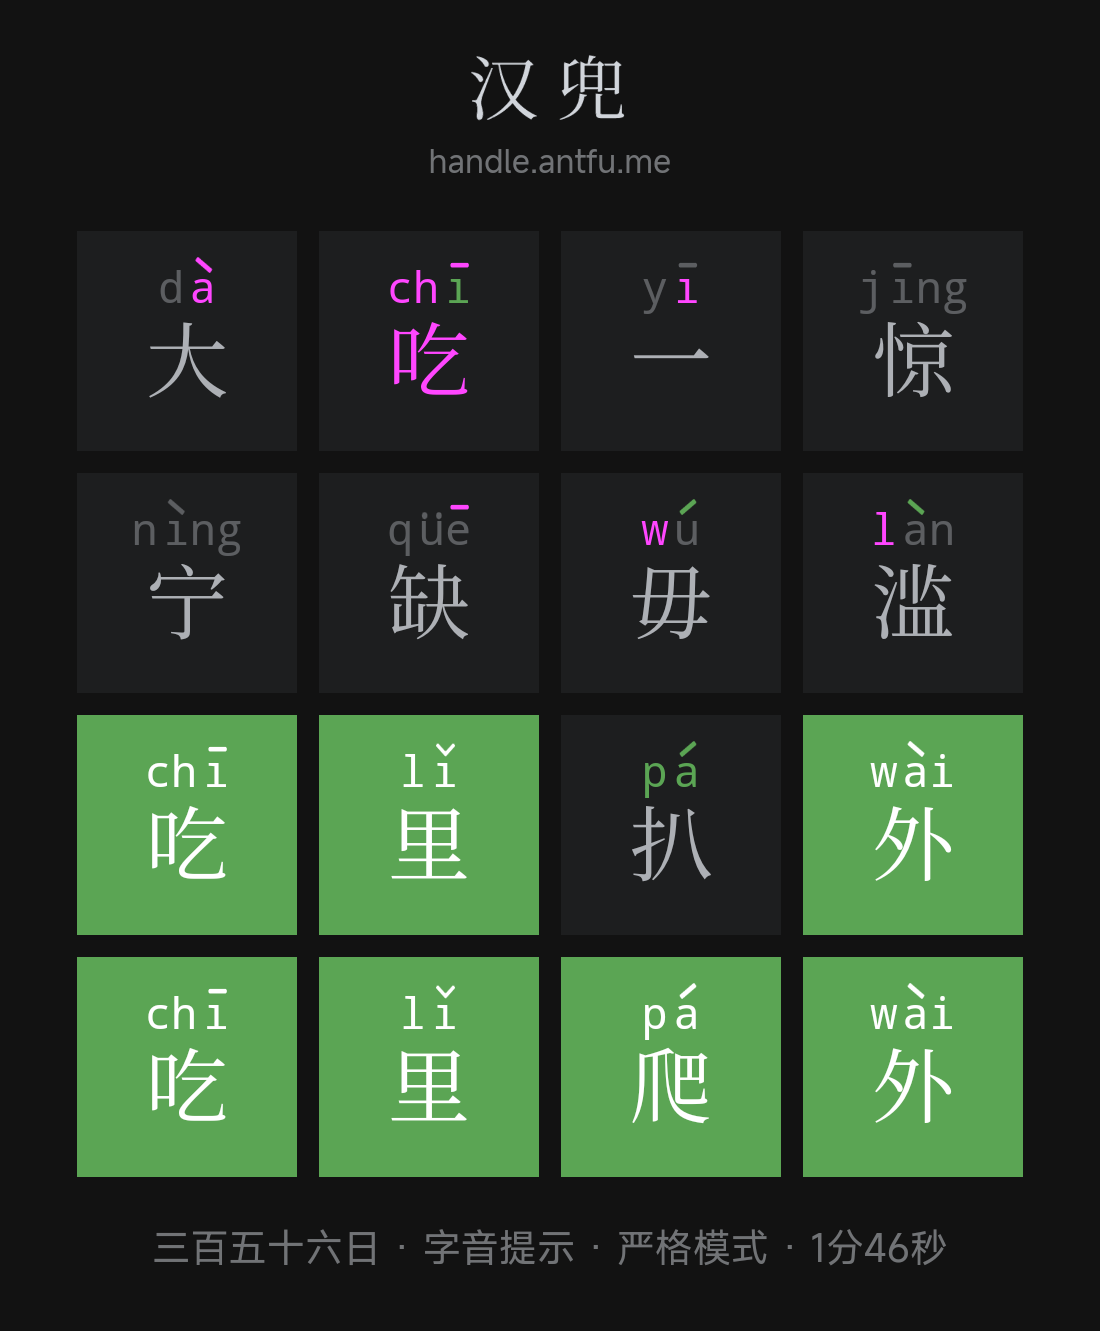 汉兜
handle.antfu.me
dà chī yī jīng
大 吃 一 惊
nìng qüē wú làn
宁 缺 毋 滥
chī lǐ pá wài
吃 里 扒 外
chī lǐ pá wài
吃 里 爬 外
三百五十六日 · 字音提示 · 严格模式 · 1分46秒